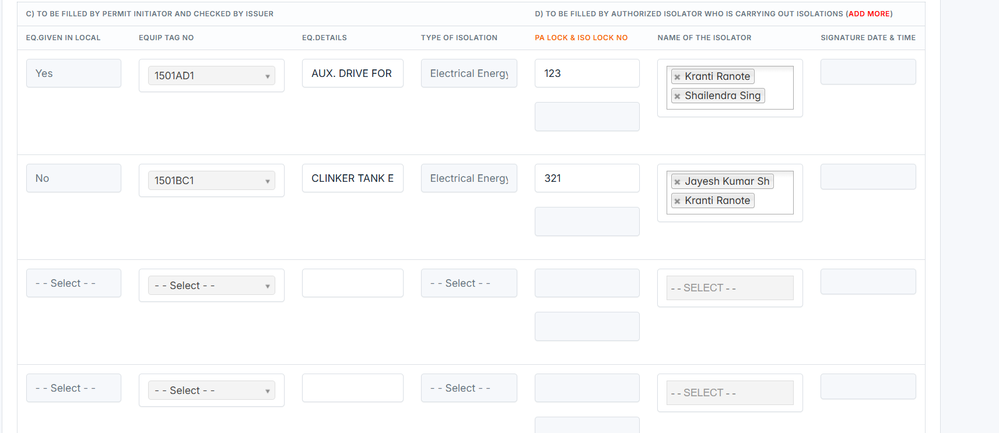 C) TO BE FILLED BY PERMIT INITIATOR AND CHECKED BY ISSUER
D) TO BE FILLED BY AUTHORIZED ISOLATOR WHO IS CARRYING OUT ISOLATIONS (ADD MORE)
EQ.GIVEN IN LOCAL
EQUIP TAG NO
EQ.DETAILS
TYPE OF ISOLATION
PA LOCK & ISO LOCK NO
NAME OF THE ISOLATOR
SIGNATURE DATE & TIME
Yes
1501AD1
AUX. DRIVE FOR
Electrical Energy
123
Kranti Ranote
Shailendra Sing
No
1501BC1
CLINKER TANK E
Electrical Energy
321
Jayesh Kumar Sh
Kranti Ranote
- - Select - -
- - Select - -
- - Select - -
- - SELECT - -
- - Select - -
- - Select - -
- - Select - -
- - SELECT - -